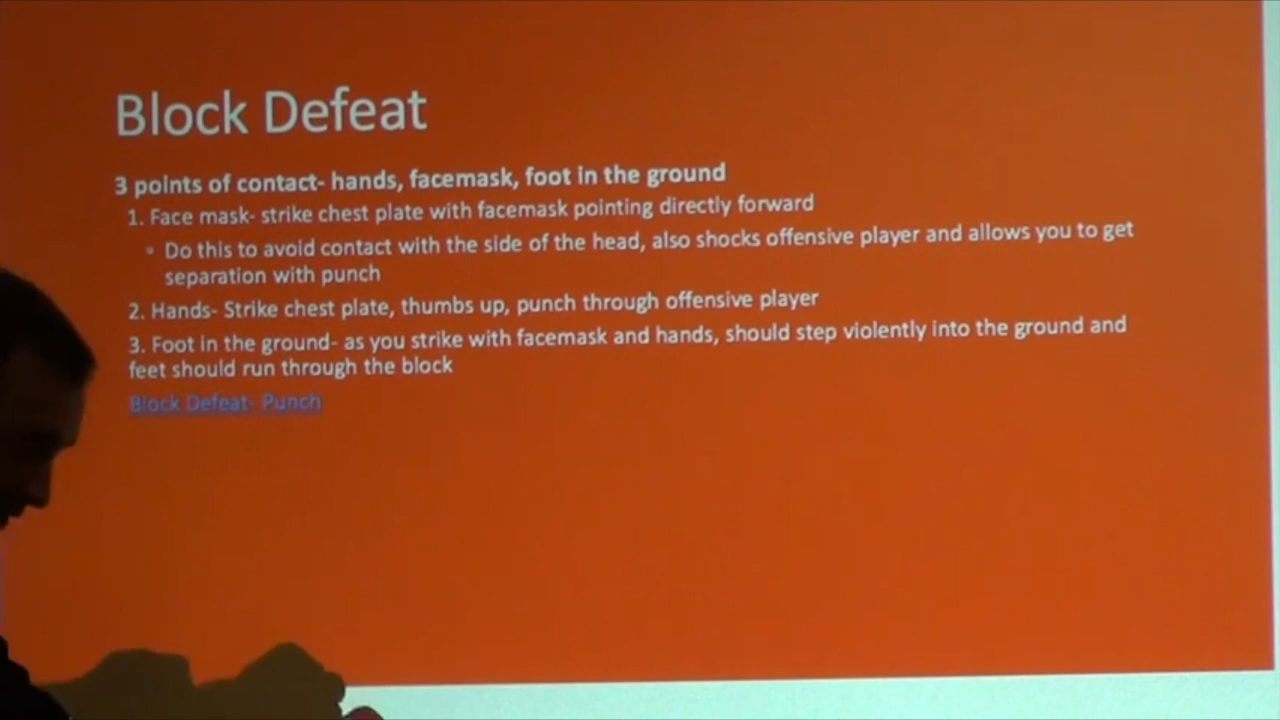 Block Defeat
3 points of contact- hands, facemask, foot in the ground
1. Face mask- strike chest plate with facemask pointing directly forward
• Do this to avoid contact with the side of the head, also shocks offensive player and allows you to get
separation with punch
2. Hands- Strike chest plate, thumbs up, punch through offensive player
3. Foot in the ground- as you strike with facemask and hands, should step violently into the ground and
feet should run through the block
Block Defeat- Punch